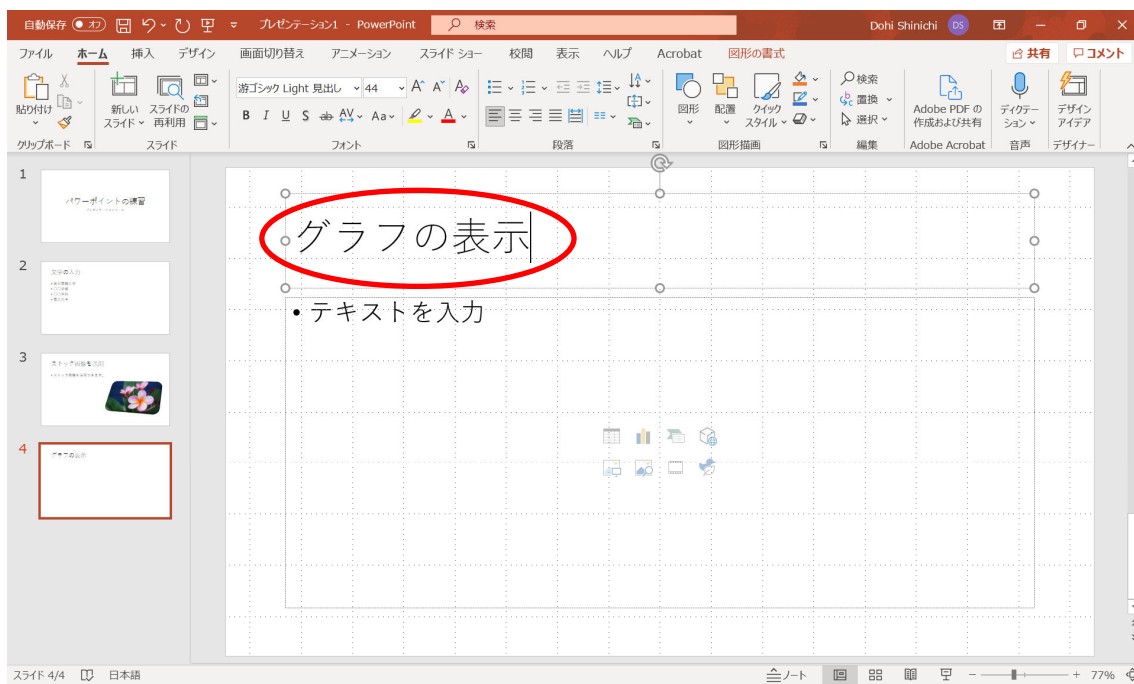 自動保存 オフ プレゼンテーション1 - PowerPoint 検索 Dohi Shinichi DS
ファイル ホーム 挿入 デザイン 画面切り替え アニメーション スライド ショー 校閲 表示 ヘルプ Acrobat 図形の書式 共有 コメント
貼り付け
新しい スライド
スライドの 再利用
游ゴシック Light 見出し 44 A A A
B I U S ab AV Aa A
図形
配置
クイック スタイル
検索
置換
選択
Adobe PDF の 作成および共有
ディクテーション
デザイン アイデア
クリップボード スライド フォント 段落 図形描画 編集 Adobe Acrobat 音声 デザイナー
1
パワーポイントの練習
2
文字の入力
3
ストック画像を活用
4
グラフの表示
グラフの表示
• テキストを入力
スライド 4/4 日本語 ノート 77%